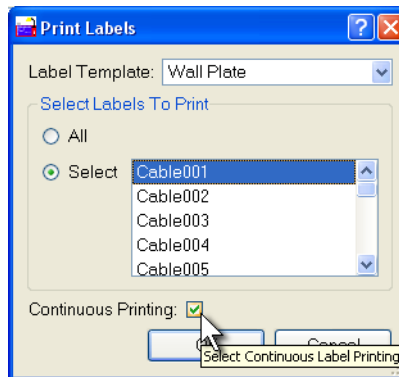 Print Labels
Label Template: Wall Plate
Select Labels To Print
All
Select
Cable001
Cable002
Cable003
Cable004
Cable005
Continuous Printing:
Select Continuous Label Printing